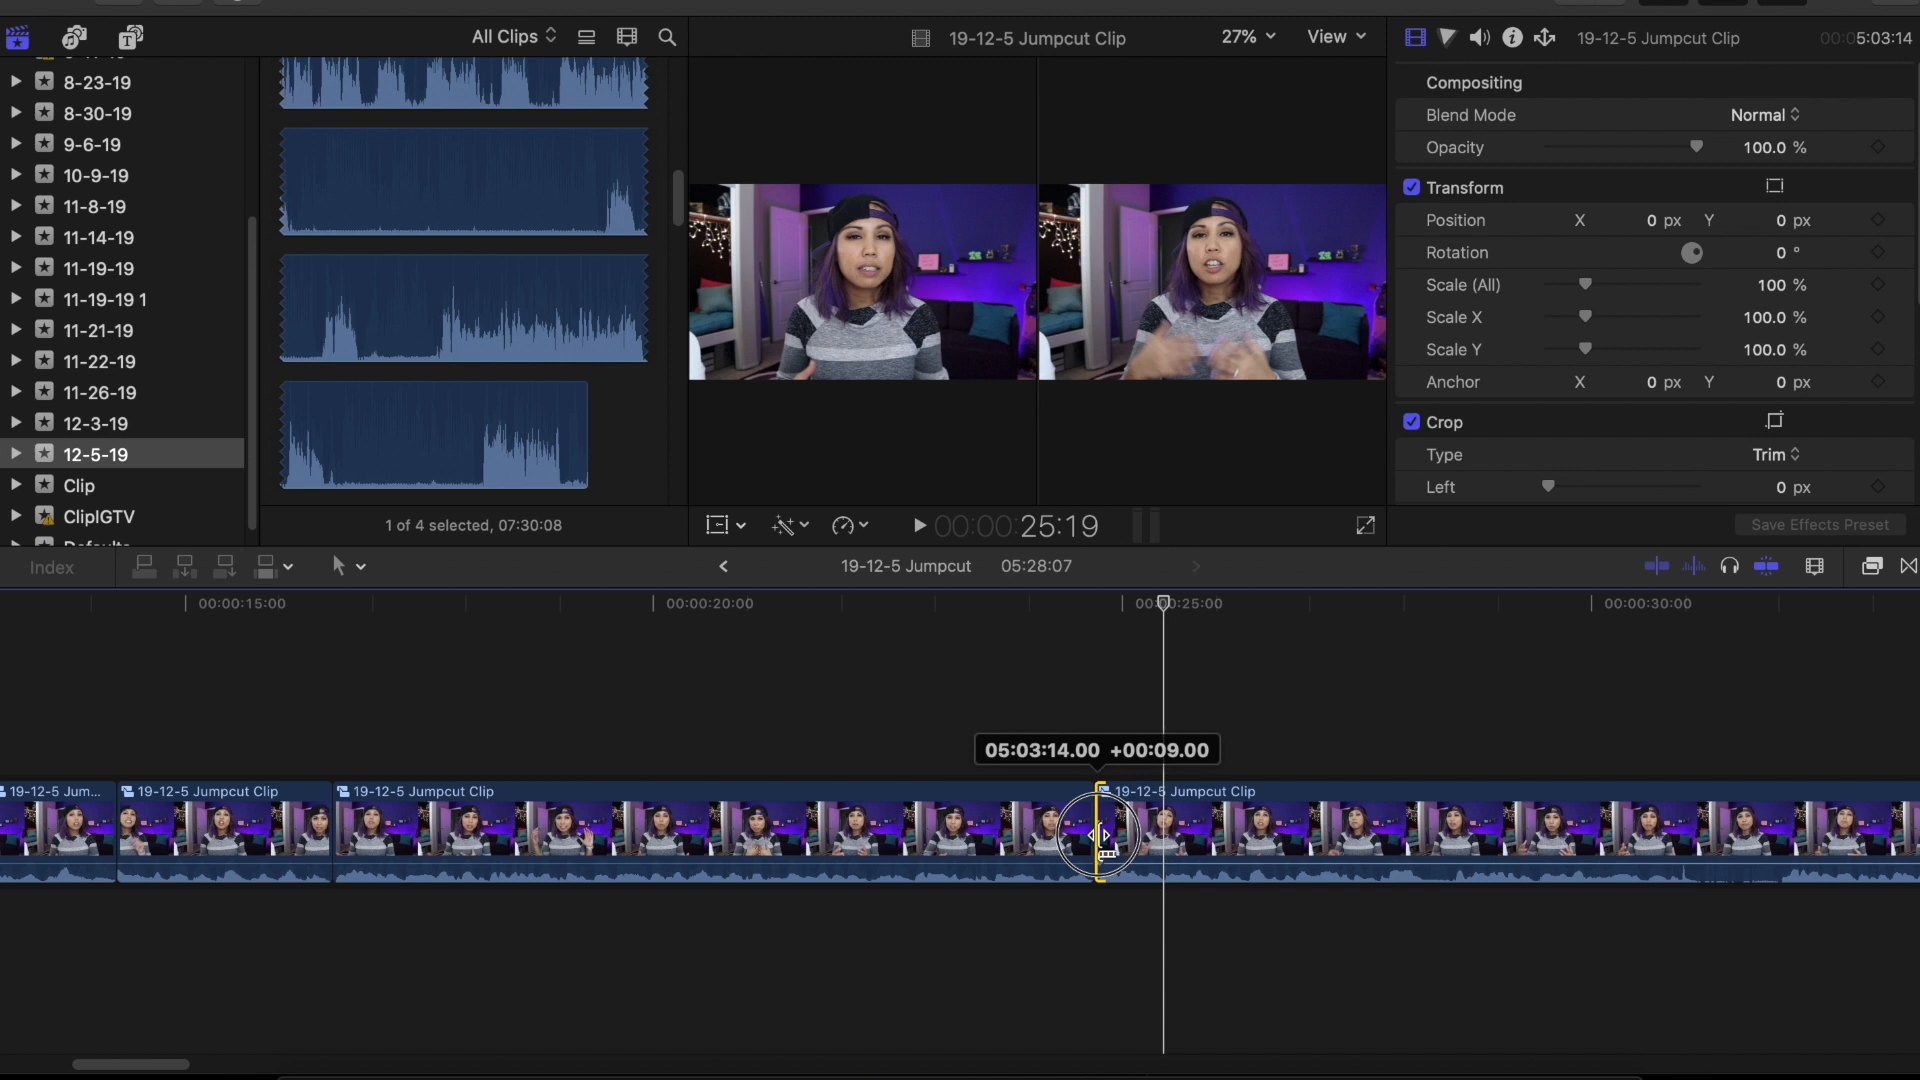 All Clips
19-12-5 Jumpcut Clip
27%
View
19-12-5 Jumpcut Clip
00:05:03:14
8-23-19
8-30-19
9-6-19
10-9-19
11-8-19
11-14-19
11-19-19
11-19-19 1
11-21-19
11-22-19
11-26-19
12-3-19
12-5-19
Clip
ClipIGTV
1 of 4 selected, 07:30:08
Compositing
Blend Mode Normal
Opacity 100.0 %
Transform
Position X 0 px Y 0 px
Rotation 0 °
Scale (All) 100 %
Scale X 100.0 %
Scale Y 100.0 %
Anchor X 0 px Y 0 px
Crop
Type Trim
Left 0 px
Save Effects Preset
00:00:25:19
Index
19-12-5 Jumpcut 05:28:07
00:00:15:00 00:00:20:00 00:00:25:00 00:00:30:00
05:03:14.00 +00:09.00
19-12-5 Jum... 19-12-5 Jumpcut Clip 19-12-5 Jumpcut Clip 19-12-5 Jumpcut Clip